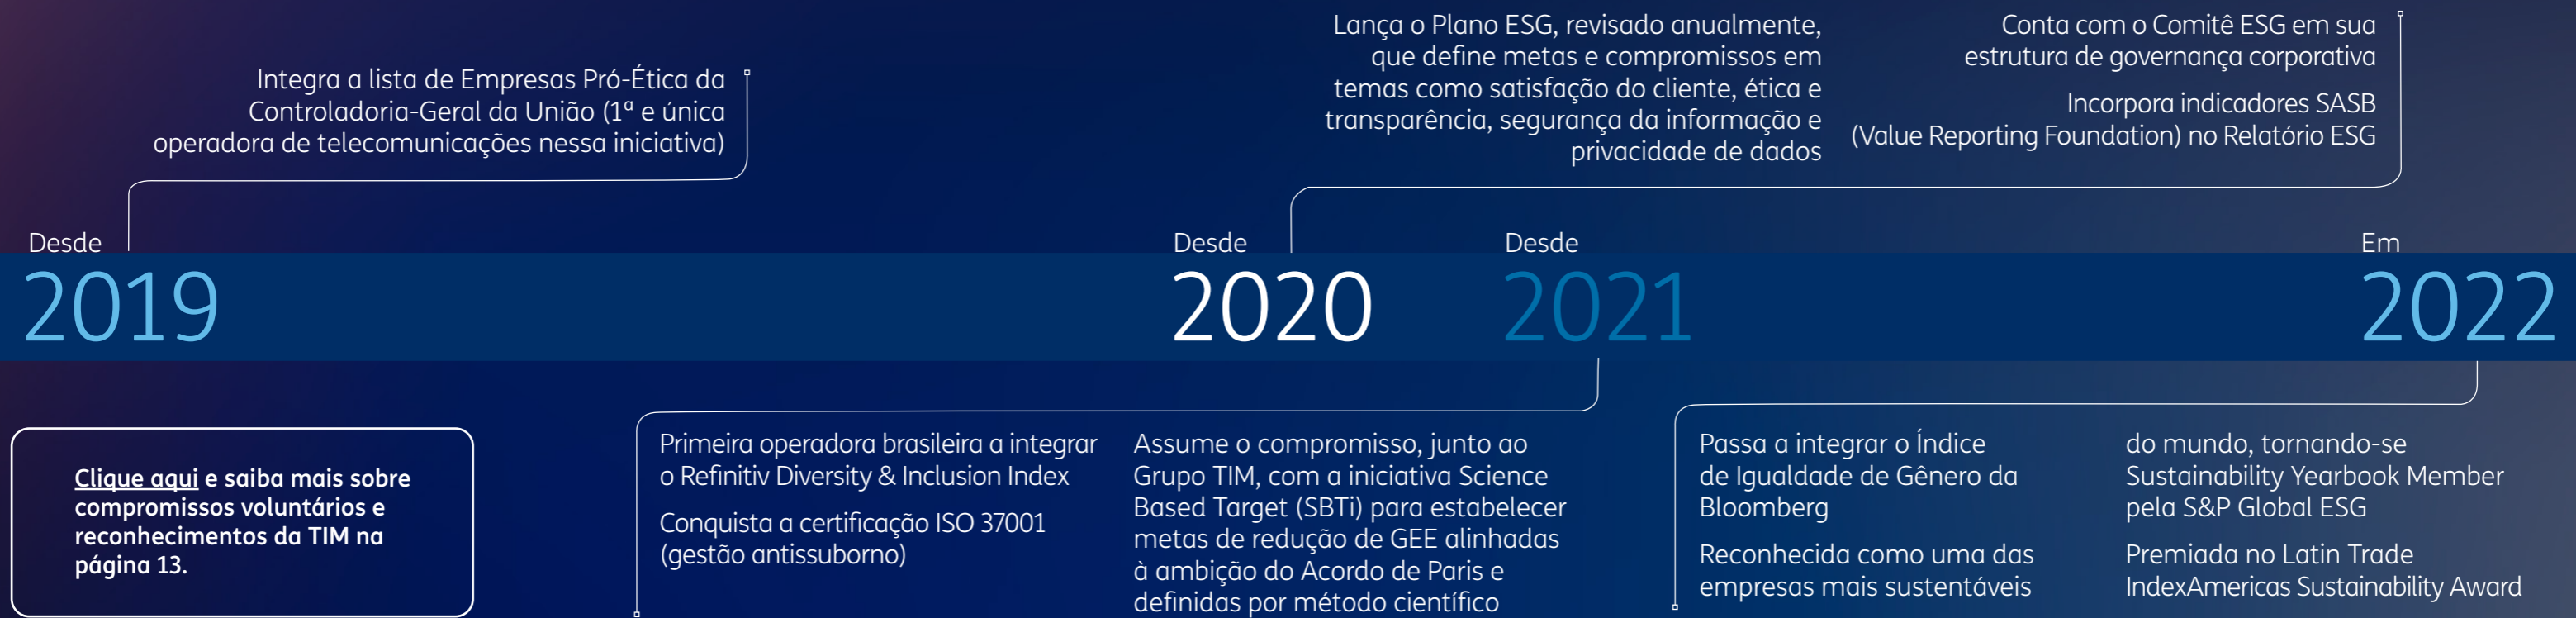 Integra a lista de Empresas Pró-Ética da
Controladoria-Geral da União (1ª e única
operadora de telecomunicações nessa iniciativa)
Desde
2019
Lança o Plano ESG, revisado anualmente,
que define metas e compromissos em
temas como satisfação do cliente, ética e
transparência, segurança da informação e
privacidade de dados
Conta com o Comitê ESG em sua
estrutura de governança corporativa
Incorpora indicadores SASB
(Value Reporting Foundation) no Relatório ESG
Desde
2020
Desde
2021
Em
2022
Clique aqui e saiba mais sobre
compromissos voluntários e
reconhecimentos da TIM na
página 13.
Primeira operadora brasileira a integrar
o Refinitiv Diversity & Inclusion Index
Conquista a certificação ISO 37001
(gestão antissuborno)
Assume o compromisso, junto ao
Grupo TIM, com a iniciativa Science
Based Target (SBTi) para estabelecer
metas de redução de GEE alinhadas
à ambição do Acordo de Paris e
definidas por método científico
Passa a integrar o Índice
de Igualdade de Gênero da
Bloomberg
Reconhecida como uma das
empresas mais sustentáveis
do mundo, tornando-se
Sustainability Yearbook Member
pela S&P Global ESG
Premiada no Latin Trade
IndexAmericas Sustainability Award